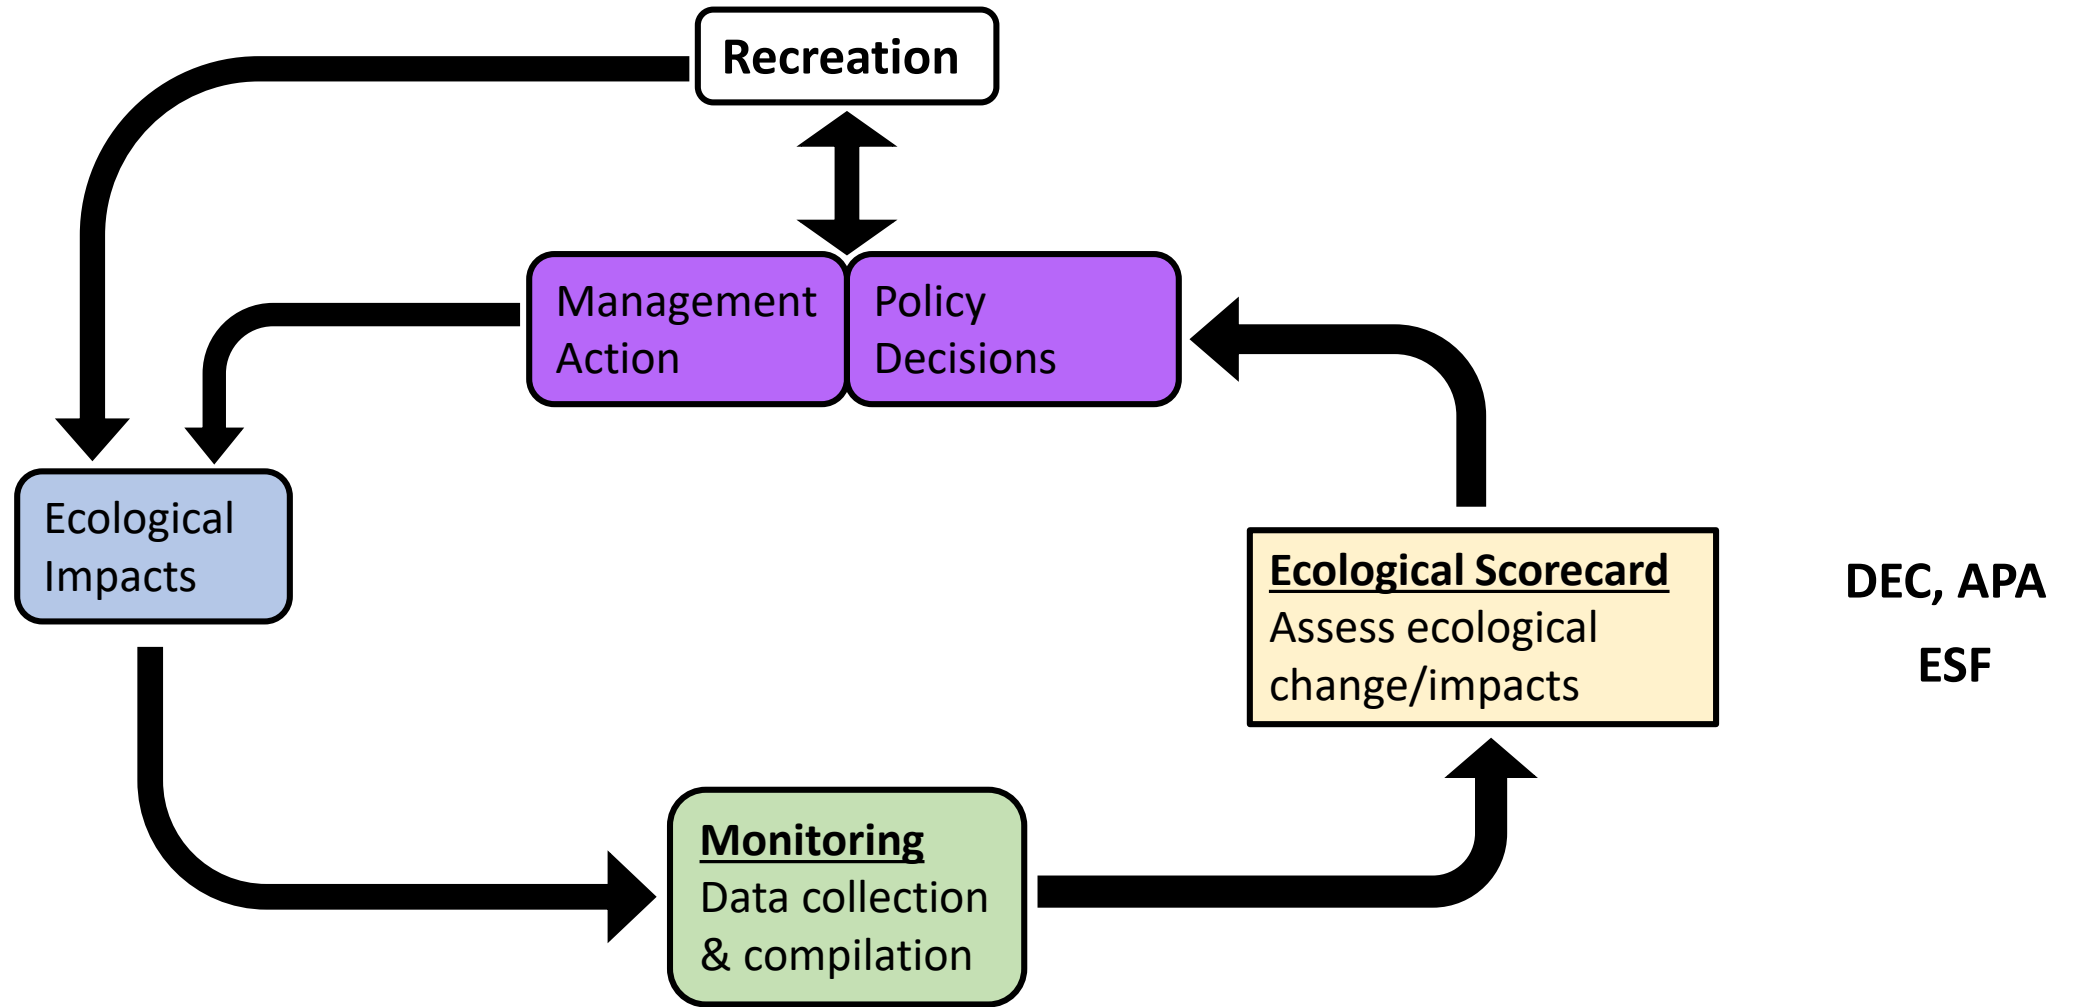 Recreation
Management
Action
Policy
Decisions
Ecological
Impacts
Ecological Scorecard
Assess ecological
change/impacts
DEC, APA
ESF
Monitoring
Data collection
& compilation